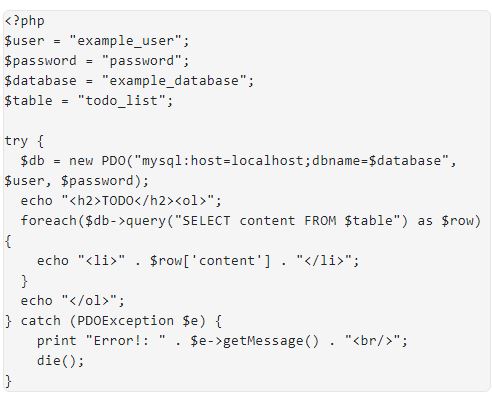 <?php
$user = "example_user";
$password = "password";
$database = "example_database";
$table = "todo_list";

try {
  $db = new PDO("mysql:host=localhost;dbname=$database",
$user, $password);
  echo "<h2>TODO</h2><ol>";
  foreach($db->query("SELECT content FROM $table") as $row)
{
    echo "<li>" . $row['content'] . "</li>";
  }
  echo "</ol>";
} catch (PDOException $e) {
    print "Error!: " . $e->getMessage() . "<br/>";
    die();
}